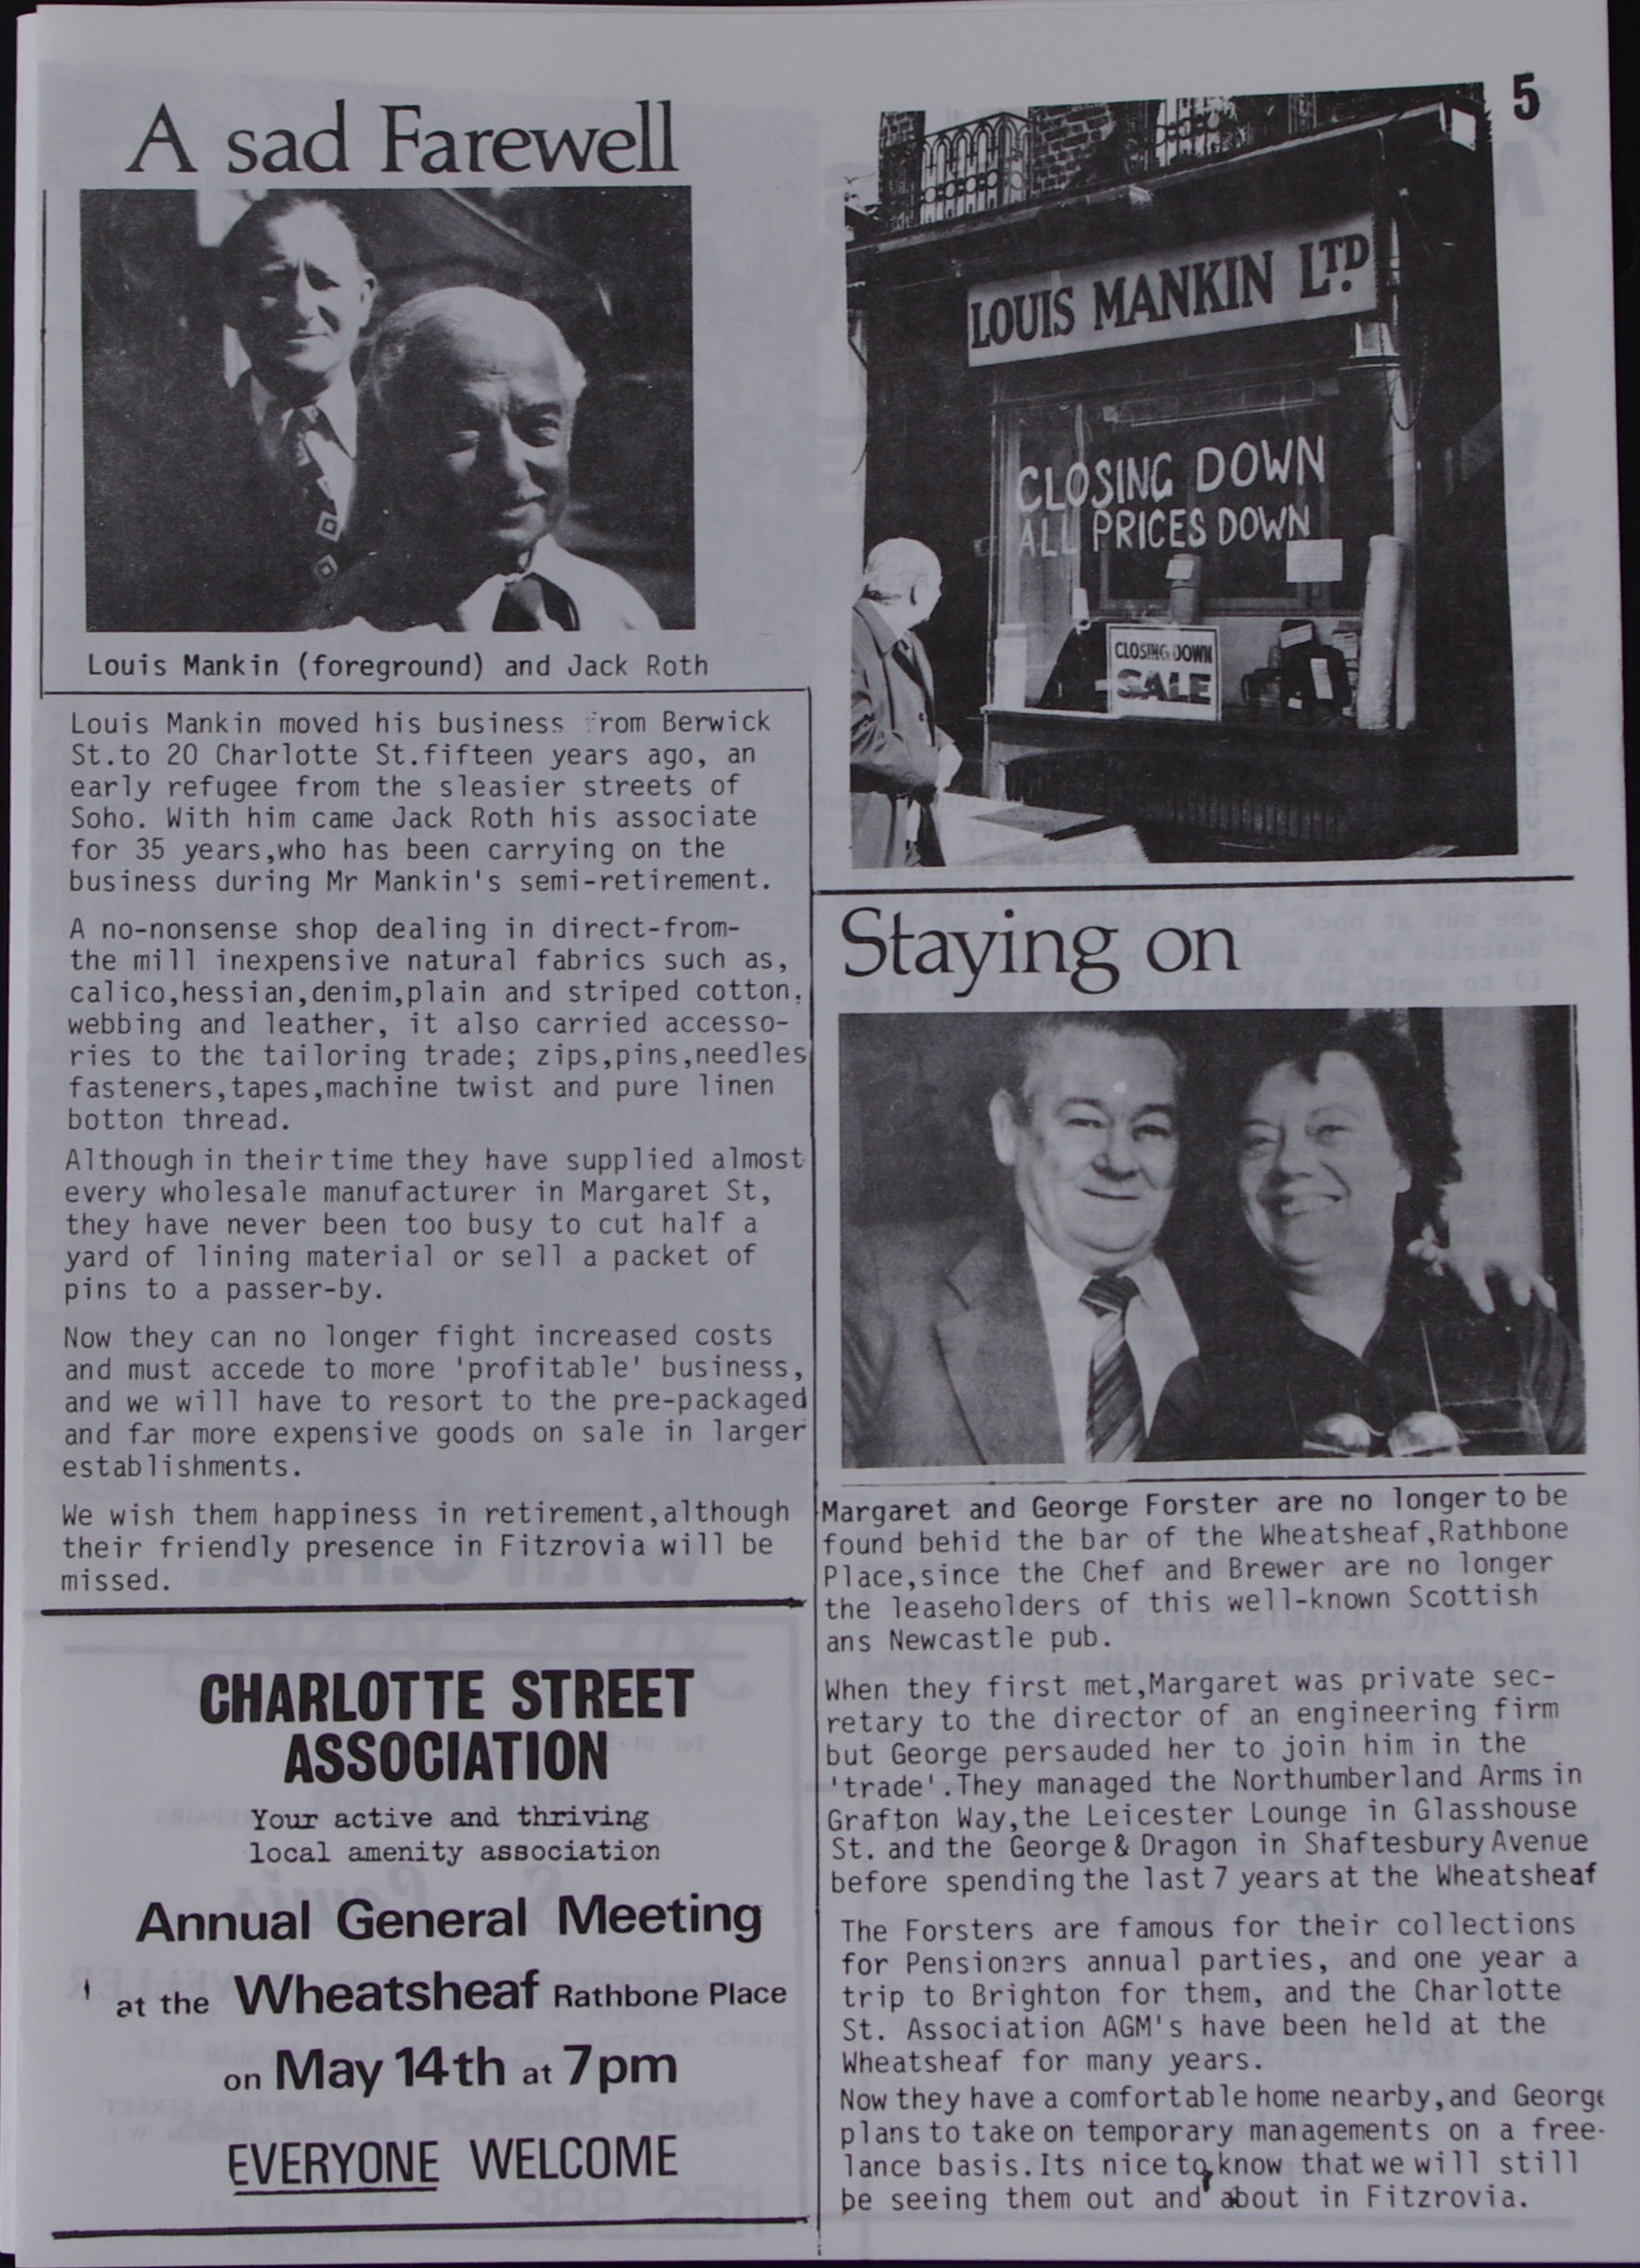 5
A sad Farewell
Louis Mankin (foreground) and Jack Roth
Louis Mankin moved his business from Berwick
St.to 20 Charlotte St.fifteen years ago, an
early refugee from the sleasier streets of
Soho. With him came Jack Roth his associate
for 35 years,who has been carrying on the
business during Mr Mankin's semi-retirement.
A no-nonsense shop dealing in direct-from-
the mill inexpensive natural fabrics such as,
calico,hessian,denim,plain and striped cotton,
webbing and leather, it also carried accesso-
ries to the tailoring trade; zips,pins,needles
fasteners,tapes,machine twist and pure linen
botton thread.
Although in their time they have supplied almost
every wholesale manufacturer in Margaret St,
they have never been too busy to cut half a
yard of lining material or sell a packet of
pins to a passer-by.
Now they can no longer fight increased costs
and must accede to more 'profitable' business,
and we will have to resort to the pre-packaged
and far more expensive goods on sale in larger
establishments.
We wish them happiness in retirement,although
their friendly presence in Fitzrovia will be
missed.
CHARLOTTE STREET
ASSOCIATION
Your active and thriving
local amenity association
Annual General Meeting
at the Wheatsheaf Rathbone Place
on May 14th at 7pm
EVERYONE WELCOME
LOUIS MANKIN LTD.
CLOSING DOWN
ALL PRICES DOWN
CLOSING DOWN
SALE
Staying on
Margaret and George Forster are no longer to be
found behid the bar of the Wheatsheaf,Rathbone
Place,since the Chef and Brewer are no longer
the leaseholders of this well-known Scottish
ans Newcastle pub.
When they first met,Margaret was private sec-
retary to the director of an engineering firm
but George persauded her to join him in the
'trade'.They managed the Northumberland Arms in
Grafton Way,the Leicester Lounge in Glasshouse
St. and the George & Dragon in Shaftesbury Avenue
before spending the last 7 years at the Wheatsheaf
The Forsters are famous for their collections
for Pensioners annual parties, and one year a
trip to Brighton for them, and the Charlotte
St. Association AGM's have been held at the
Wheatsheaf for many years.
Now they have a comfortable home nearby,and George
plans to take on temporary managements on a free-
lance basis.Its nice to know that we will still
be seeing them out and about in Fitzrovia.